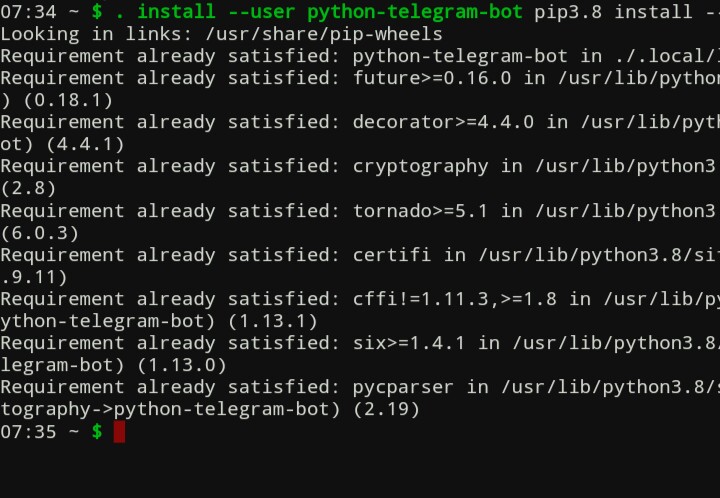 07:34 ~ $ . install --user python-telegram-bot pip3.8 install -
Looking in links: /usr/share/pip-wheels
Requirement already satisfied: python-telegram-bot in ./.local/
Requirement already satisfied: future>=0.16.0 in /usr/lib/python
) (0.18.1)
Requirement already satisfied: decorator>=4.4.0 in /usr/lib/pyth
ot) (4.4.1)
Requirement already satisfied: cryptography in /usr/lib/python3
(2.8)
Requirement already satisfied: tornado>=5.1 in /usr/lib/python3
(6.0.3)
Requirement already satisfied: certifi in /usr/lib/python3.8/sit
.9.11)
Requirement already satisfied: cffi!=1.11.3,>=1.8 in /usr/lib/py
ython-telegram-bot) (1.13.1)
Requirement already satisfied: six>=1.4.1 in /usr/lib/python3.8/
legram-bot) (1.13.0)
Requirement already satisfied: pycparser in /usr/lib/python3.8/s
tography->python-telegram-bot) (2.19)
07:35 ~ $